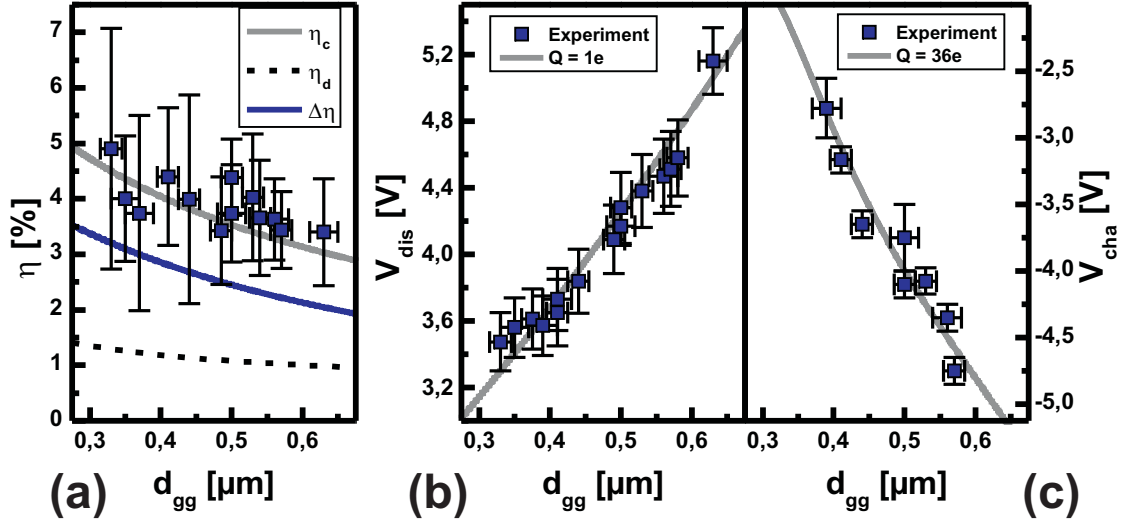 7
6
5
4
3
2
1
0
η [%]
η_c
η_d
Δη
0,3 0,4 0,5 0,6
d_gg [µm]
(a)
5,2
4,8
4,4
4,0
3,6
3,2
V_dis [V]
Experiment
Q = 1e
0,3 0,4 0,5 0,6
d_gg [µm]
(b)
Experiment
Q = 36e
-2,5
-3,0
-3,5
-4,0
-4,5
-5,0
V_cha [V]
0,3 0,4 0,5 0,6
d_gg [µm]
(c)